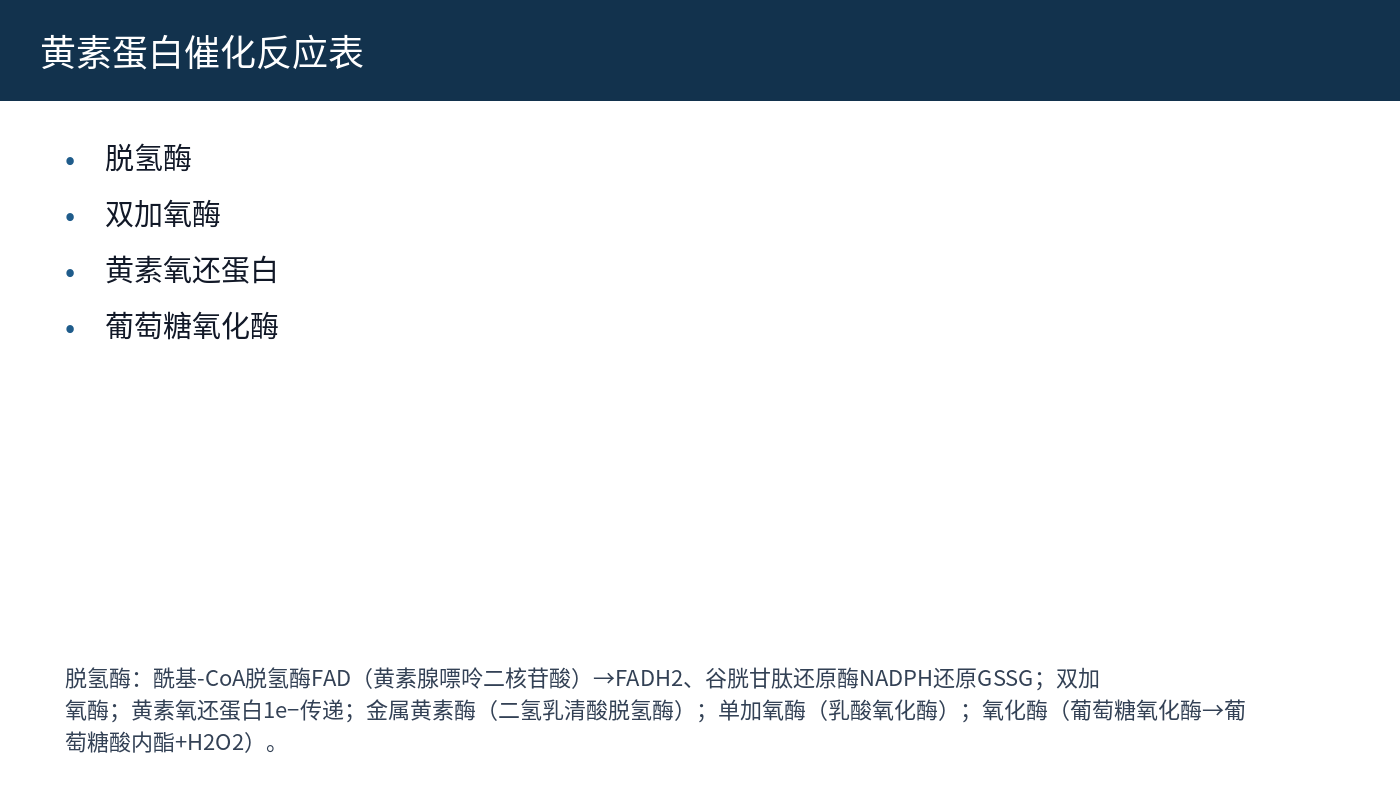 黄素蛋白催化反应表
• 脱氢酶
• 双加氧酶
• 黄素氧还蛋白
• 葡萄糖氧化酶
脱氢酶：酰基-CoA脱氢酶FAD（黄素腺嘌呤二核苷酸）→FADH2、谷胱甘肽还原酶NADPH还原GSSG；双加
氧酶；黄素氧还蛋白1e−传递；金属黄素酶（二氢乳清酸脱氢酶）；单加氧酶（乳酸氧化酶）；氧化酶（葡萄糖氧化酶→葡
萄糖酸内酯+H2O2）。